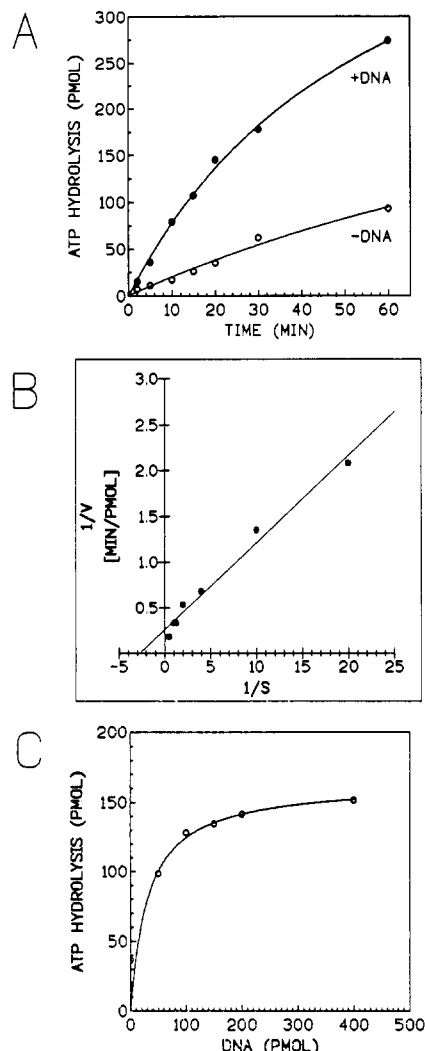 A
ATP HYDROLYSIS (PMOL)
300
250
200
150
100
50
0
0 10 20 30 40 50 60
TIME (MIN)
+DNA
-DNA
B
1/V
[MIN/PMOL]
3.0
2.5
2.0
1.5
1.0
0.5
-5 0 5 10 15 20 25
1/S
C
ATP HYDROLYSIS (PMOL)
200
150
100
50
0
0 100 200 300 400 500
DNA (PMOL)